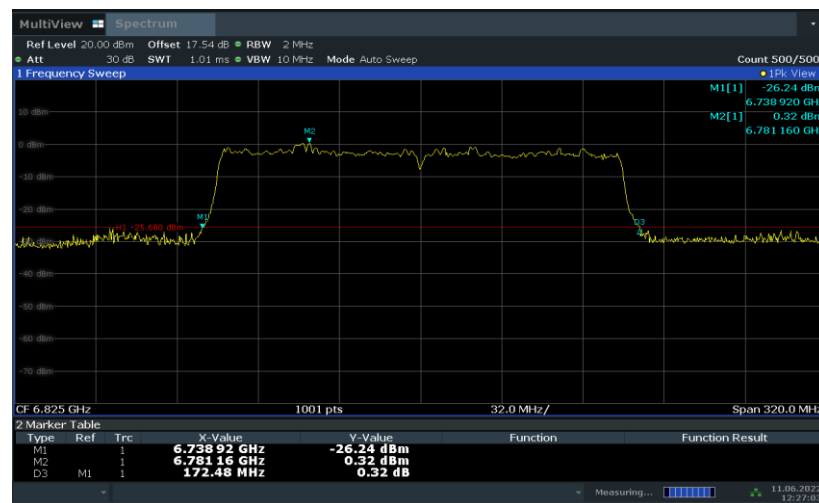 MultiView Spectrum
Ref Level 20.00 dBm Offset 17.54 dB RBW 2 MHz
Att 30 dB SWT 1.01 ms VBW 10 MHz Mode Auto Sweep Count 500/500
1 Frequency Sweep 1Pk View
M1[1] -26.24 dBm
6.738 920 GH
10 dBm
M2[1] 0.32 dBm
6.781 160 GH
M2
0 dBm
-10 dBm
-20 dBm
M1
D3
H1 -25.680 dBm
-40 dBm
-50 dBm
-60 dBm
-70 dBm
CF 6.825 GHz 1001 pts 32.0 MHz/ Span 320.0 MHz
2 Marker Table
Type Ref Trc X-Value Y-Value Function Function Result
M1 1 6.738 92 GHz -26.24 dBm
M2 1 6.781 16 GHz 0.32 dBm
D3 M1 1 172.48 MHz 0.32 dB
Measuring... 11.06.2022
12:27:03